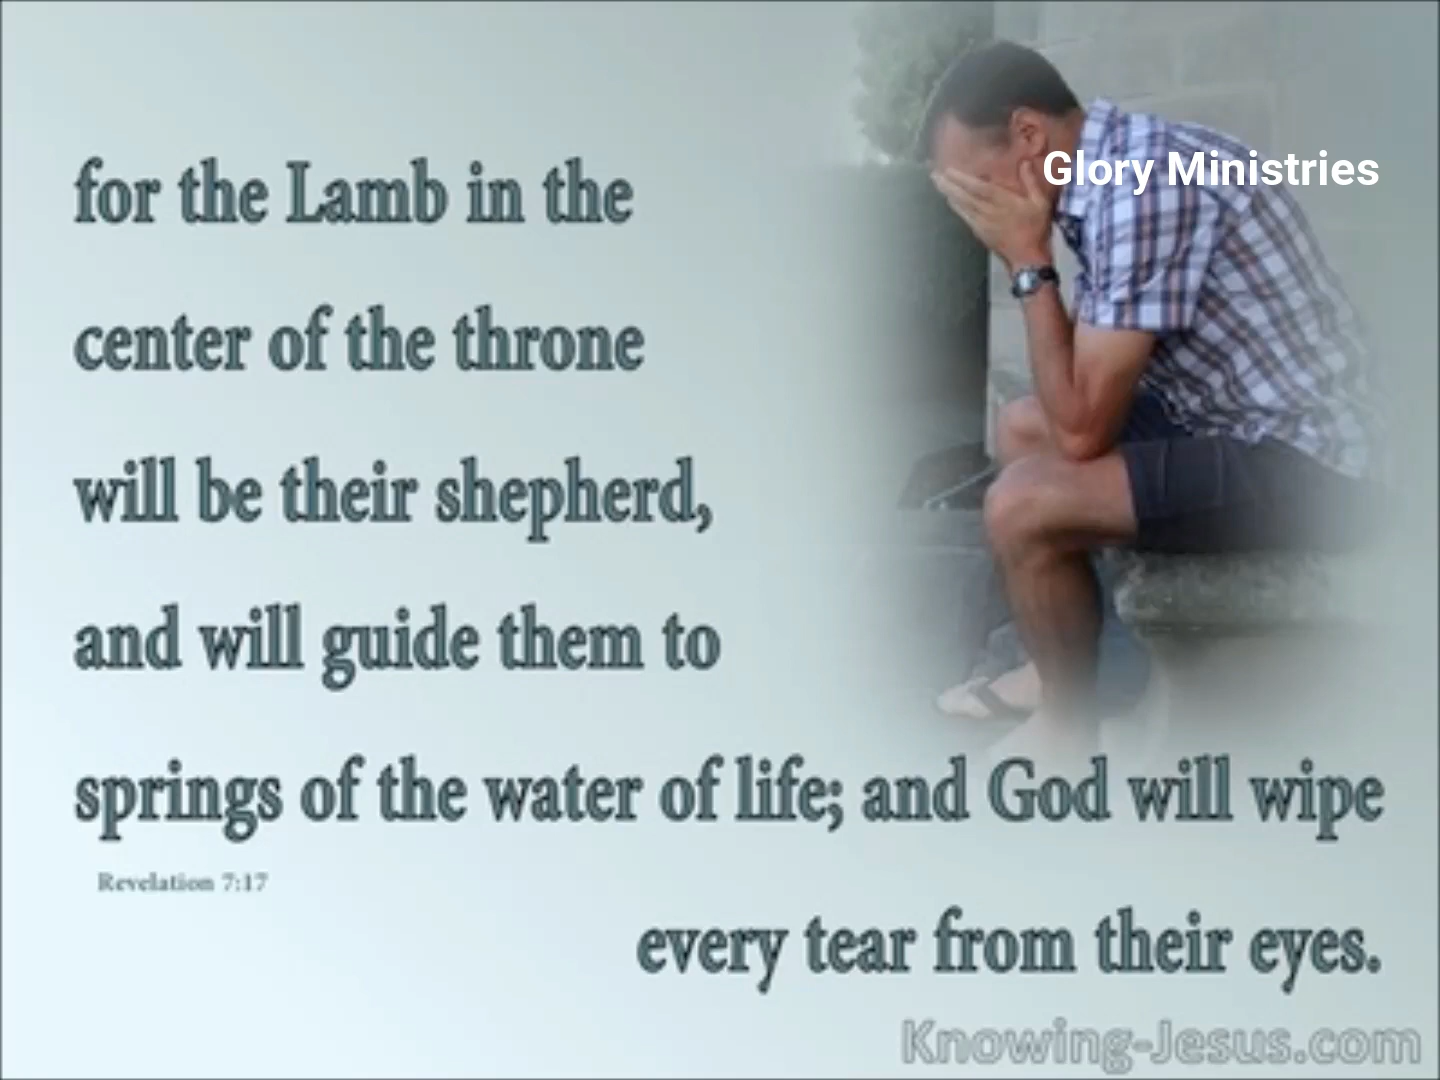 Glory Ministries
for the Lamb in the
center of the throne
will be their shepherd,
and will guide them to
springs of the water of life; and God will wipe
Revelation 7:17
every tear from their eyes.
Knowing-Jesus.com